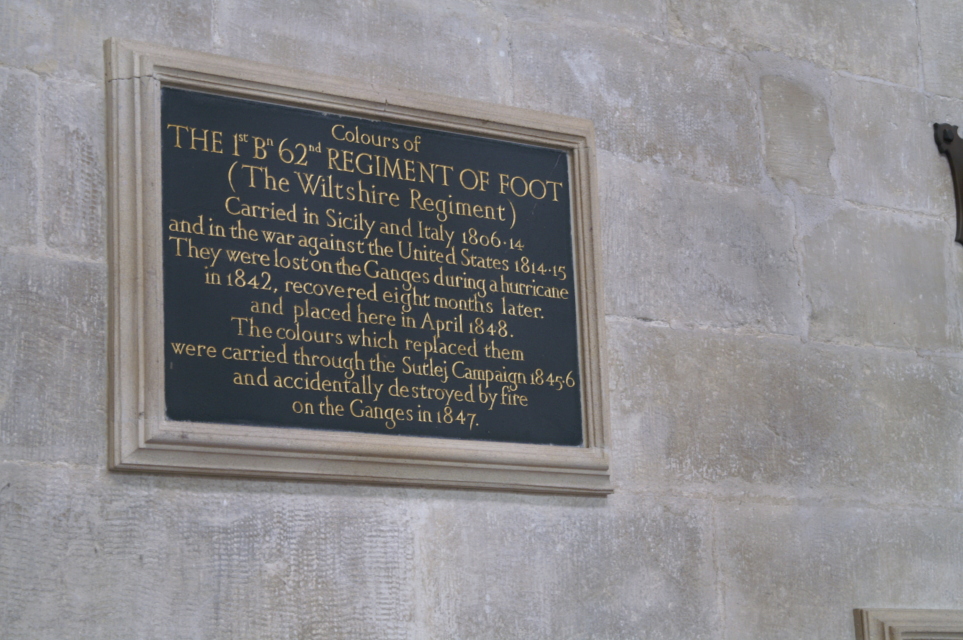 Colours of
THE 1st Bn 62nd REGIMENT OF FOOT
(The Wiltshire Regiment)
Carried in Sicily and Italy 1806·14
and in the war against the United States 1814·15
They were lost on the Ganges during a hurricane
in 1842, recovered eight months later.
and placed here in April 1848.
The colours which replaced them
were carried through the Sutlej Campaign 1845·6
and accidentally destroyed by fire
on the Ganges in 1847.